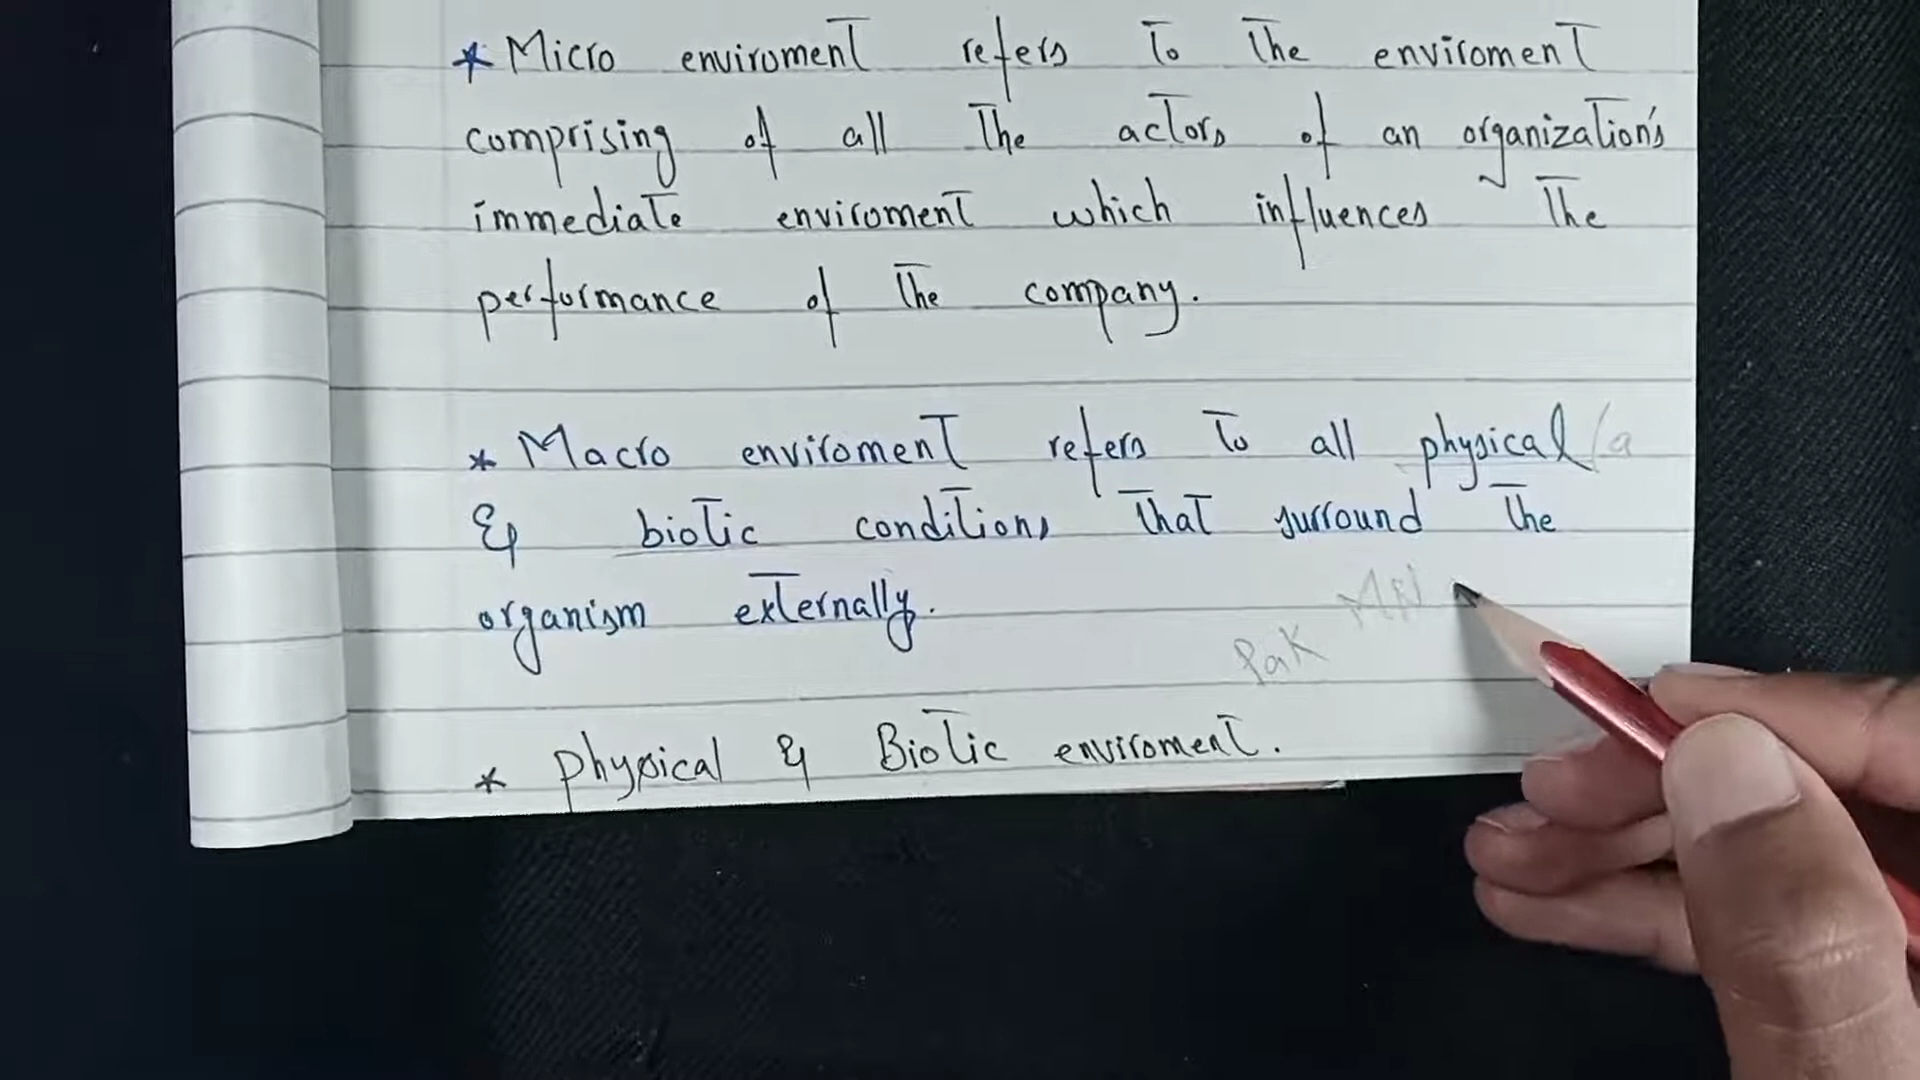 * Micro enviroment refers to the enviroment
comprising of all the actors of an organization's
immediate enviroment which influences the
performance of the company.
* Macro enviroment refers to all physical /a
& biotic conditions that surround the
organism externally.
Pak
* Physical & Biotic enviroment.